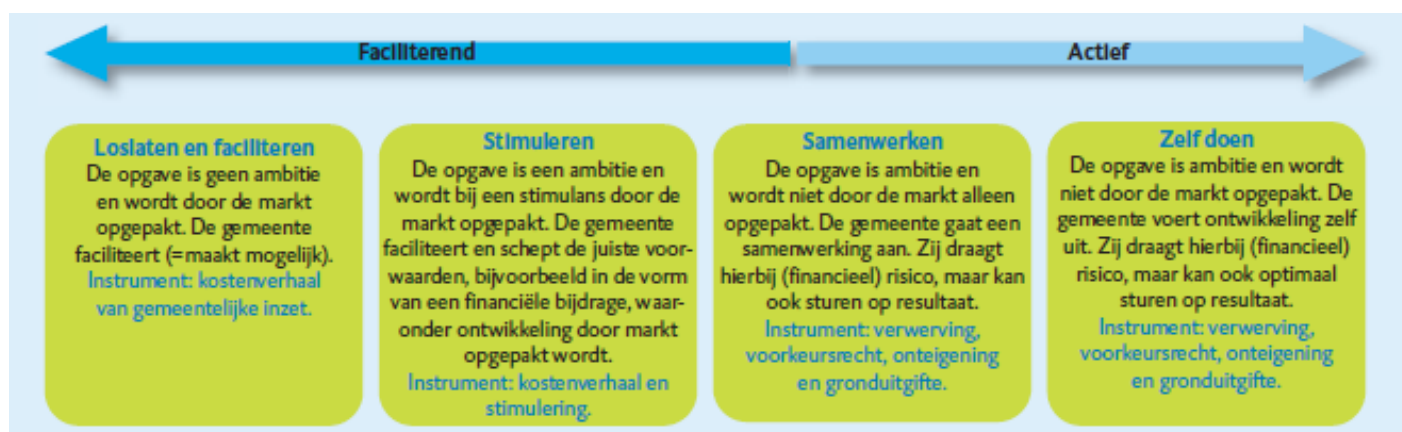 Faciliterend
Actief
Loslaten en faciliteren
De opgave is geen ambitie
en wordt door de markt
opgepakt. De gemeente
faciliteert (=maakt mogelijk).
Instrument: kostenverhaal
van gemeentelijke inzet.
Stimuleren
De opgave is een ambitie en
wordt bij een stimulans door de
markt opgepakt. De gemeente
faciliteert en schept de juiste voor-
waarden, bijvoorbeeld in de vorm
van een financiële bijdrage, waar-
onder ontwikkeling door markt
opgepakt wordt.
Instrument: kostenverhaal en
stimulering.
Samenwerken
De opgave is ambitie en
wordt niet door de markt alleen
opgepakt. De gemeente gaat een
samenwerking aan. Zij draagt
hierbij (financieel) risico, maar kan
ook sturen op resultaat.
Instrument: verwerving,
voorkeursrecht, onteigening
en gronduitgifte.
Zelf doen
De opgave is ambitie en wordt
niet door de markt opgepakt. De
gemeente voert ontwikkeling zelf
uit. Zij draagt hierbij (financieel)
risico, maar kan ook optimaal
sturen op resultaat.
Instrument: verwerving,
voorkeursrecht, onteigening
en gronduitgifte.